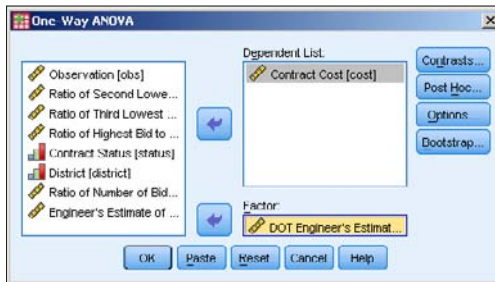 One-Way ANOVA
Observation [obs]
Ratio of Second Lowe...
Ratio of Third Lowest ...
Ratio of Highest Bid to ...
Contract Status [status]
District [district]
Ratio of Number of Bid...
Engineer's Estimate of ...
Dependent List:
Contract Cost [cost]
Factor:
DOT Engineer's Estimat...
Contrasts...
Post Hoc...
Options...
Bootstrap...
OK Paste Reset Cancel Help